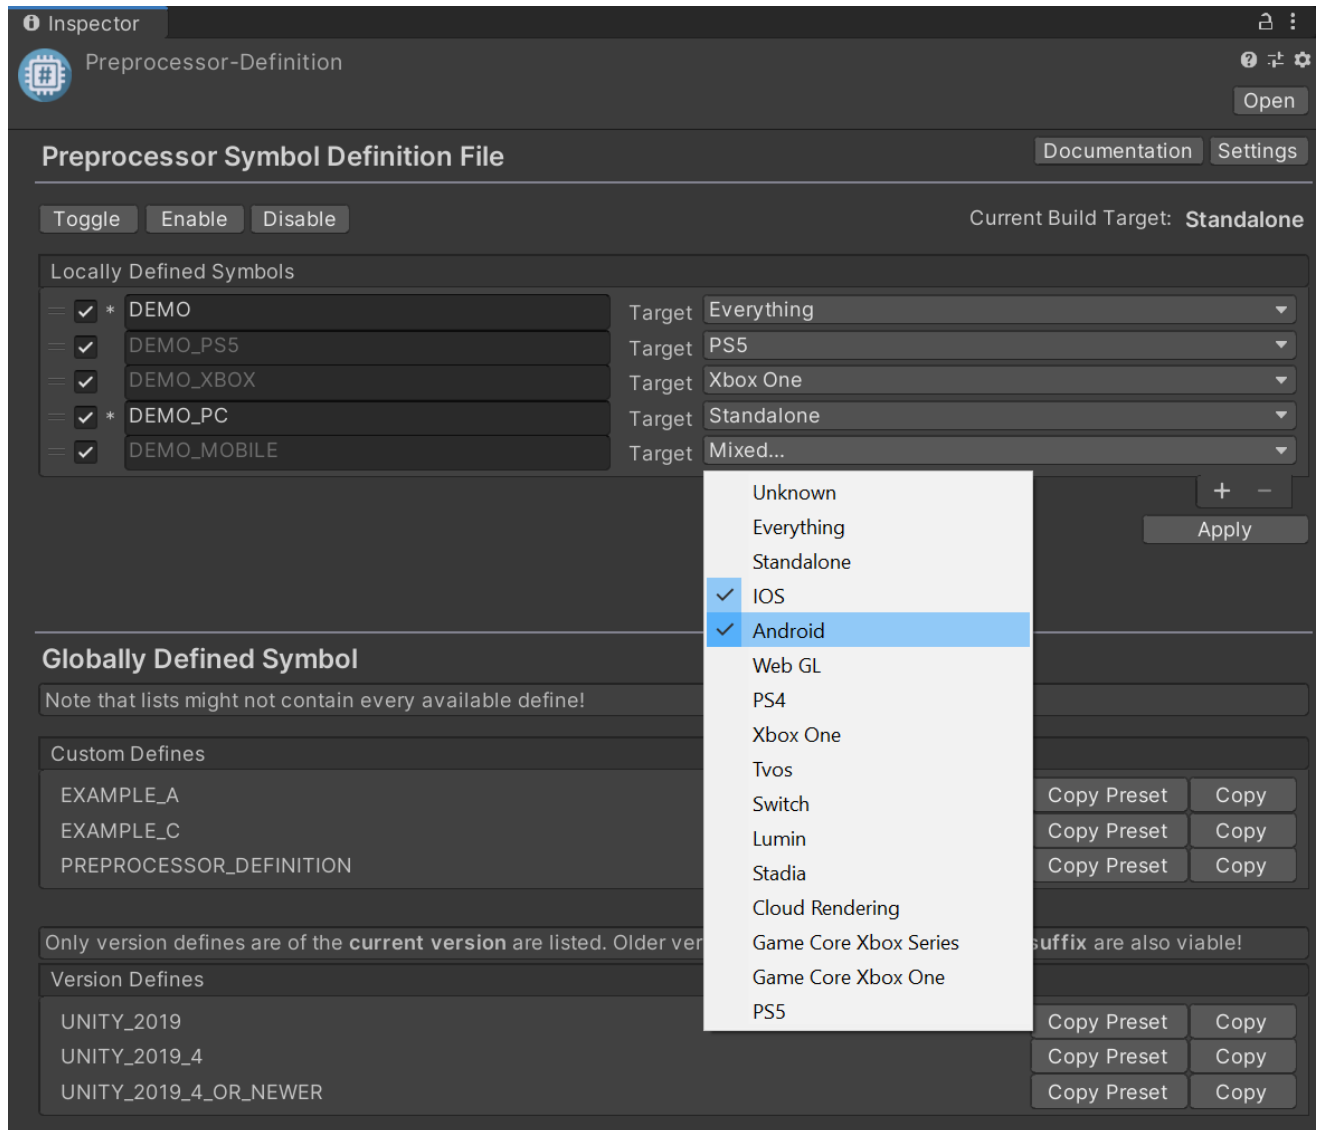 Inspector
Preprocessor-Definition
Open
Preprocessor Symbol Definition File
Documentation
Settings
Toggle
Enable
Disable
Current Build Target: Standalone
Locally Defined Symbols
* DEMO Target Everything
DEMO_PS5 Target PS5
DEMO_XBOX Target Xbox One
* DEMO_PC Target Standalone
DEMO_MOBILE Target Mixed...
Unknown
Everything
Standalone
IOS
Android
Web GL
PS4
Xbox One
Tvos
Switch
Lumin
Stadia
Cloud Rendering
Game Core Xbox Series
Game Core Xbox One
PS5
+ −
Apply
Globally Defined Symbol
Note that lists might not contain every available define!
Custom Defines
EXAMPLE_A Copy Preset Copy
EXAMPLE_C Copy Preset Copy
PREPROCESSOR_DEFINITION Copy Preset Copy
Only version defines are of the current version are listed. Older ver suffix are also viable!
Version Defines
UNITY_2019 Copy Preset Copy
UNITY_2019_4 Copy Preset Copy
UNITY_2019_4_OR_NEWER Copy Preset Copy